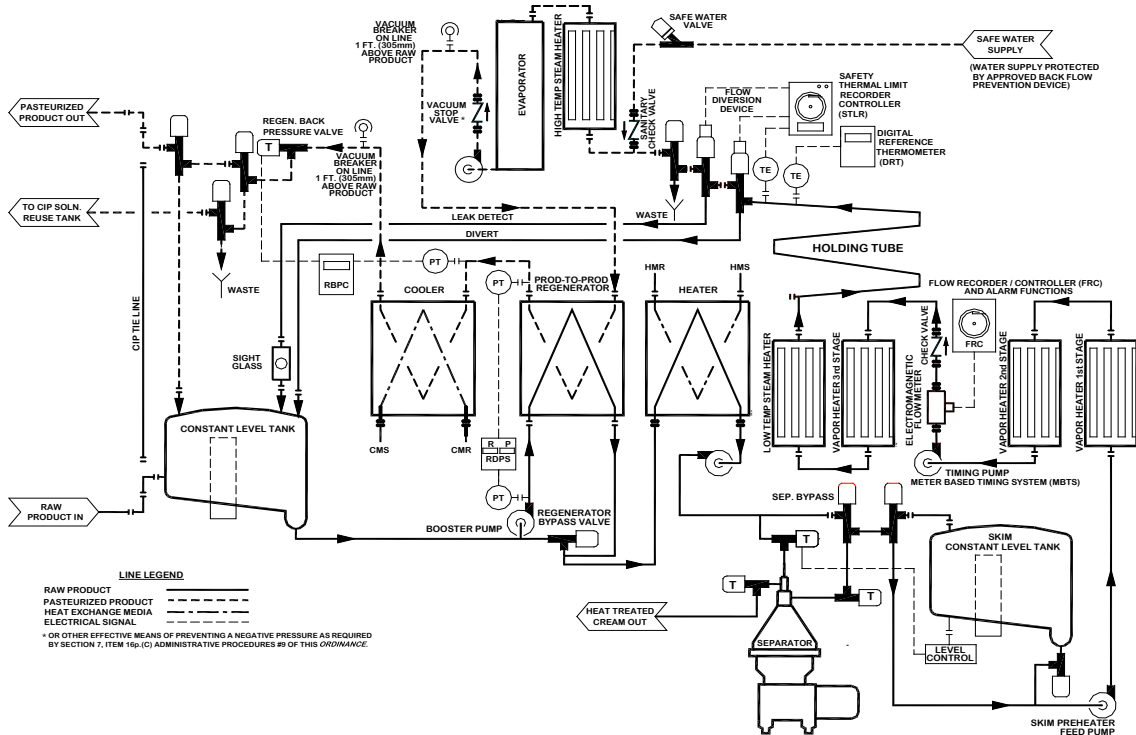 VACUUM
BREAKER
ON LINE
1 FT. (305mm)
ABOVE RAW
PRODUCT
SAFE WATER
VALVE
SAFE WATER
SUPPLY
(WATER SUPPLY PROTECTED
BY APPROVED BACK FLOW
PREVENTION DEVICE)
EVAPORATOR
HIGH TEMP STEAM HEATER
SAFETY
THERMAL LIMIT
RECORDER
CONTROLLER
(STLR)
FLOW
DIVERSION
DEVICE
PASTEURIZED
PRODUCT OUT
VACUUM
STOP
VALVE *
SANITARY
CHECK VALVE
REGEN. BACK
PRESSURE VALVE
T
DIGITAL
REFERENCE
THERMOMETER
(DRT)
VACUUM
BREAKER
ON LINE
1 FT. (305mm)
ABOVE RAW
PRODUCT
TE
TE
TO CIP SOLN.
REUSE TANK
LEAK DETECT
WASTE
DIVERT
HOLDING TUBE
CIP TIE LINE
WASTE
RBPC
PT
PT
COOLER
PROD-TO-PROD
REGENERATOR
HMR
HMS
HEATER
FLOW RECORDER / CONTROLLER (FRC)
AND ALARM FUNCTIONS
FRC
CHECK VALVE
SIGHT
GLASS
LOW TEMP STEAM HEATER
VAPOR HEATER 3rd STAGE
ELECTROMAGNETIC
FLOW METER
VAPOR HEATER 2nd STAGE
VAPOR HEATER 1st STAGE
CONSTANT LEVEL TANK
CMS
CMR
R P
RDPS
PT
TIMING PUMP
METER BASED TIMING SYSTEM (MBTS)
RAW
PRODUCT IN
BOOSTER PUMP
REGENERATOR
BYPASS VALVE
SEP. BYPASS
SKIM
CONSTANT LEVEL TANK
T
T
T
LINE LEGEND
RAW PRODUCT
PASTEURIZED PRODUCT
HEAT EXCHANGE MEDIA
ELECTRICAL SIGNAL
* OR OTHER EFFECTIVE MEANS OF PREVENTING A NEGATIVE PRESSURE AS REQUIRED
BY SECTION 7, ITEM 16p.(C) ADMINISTRATIVE PROCEDURES #9 OF THIS ORDINANCE.
HEAT TREATED
CREAM OUT
SEPARATOR
LEVEL
CONTROL
SKIM PREHEATER
FEED PUMP